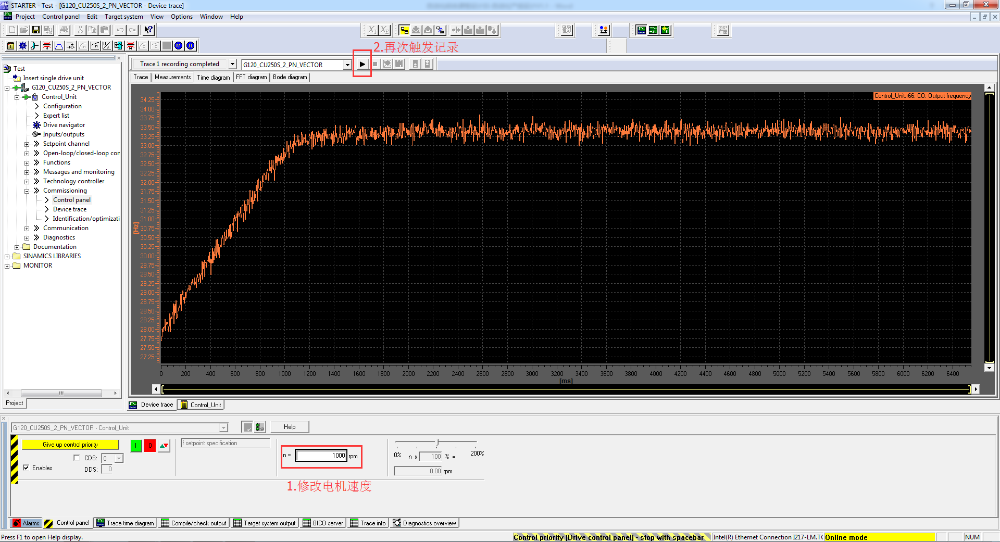 STARTER - Test - [G120_CU250S_2_PN_VECTOR - Device trace]
Project Control panel Edit Target system View Options Window Help
2.再次触发记录
Trace 1 recording completed
G120_CU250S_2_PN_VECTOR
Trace Measurements Time diagram FFT diagram Bode diagram
Test
Insert single drive unit
G120_CU250S_2_PN_VECTOR
Control_Unit
Configuration
Expert list
Drive navigator
Inputs/outputs
Setpoint channel
Open-loop/closed-loop cor
Functions
Messages and monitoring
Technology controller
Commissioning
Control panel
Device trace
Identification/optimizati
Communication
Diagnostics
Documentation
SINAMICS LIBRARIES
MONITOR
Project
Control_Unit.r66: CO: Output frequency
34.25
34.00
33.75
33.50
33.25
33.00
32.75
32.50
32.25
32.00
31.75
31.50
31.25
31.00
30.75
30.50
30.25
30.00
29.75
29.50
29.25
29.00
28.75
28.50
28.25
28.00
27.75
27.50
27.25
[Hz]
0 200 400 600 800 1000 1200 1400 1600 1800 2000 2200 2400 2600 2800 3000 3200 3400 3600 3800 4000 4200 4400 4600 4800 5000 5200 5400 5600 5800 6000 6200 6400
[ms]
Device trace Control_Unit
G120_CU250S_2_PN_VECTOR - Control_Unit
Help
Give up control priority
I 0
f setpoint specification
CDS: 0
Enables
DDS: 0
n = 1000 rpm
0% n x 100 % = 200%
0.00 rpm
1.修改电机速度
Alarms Control panel Trace time diagram Compile/check output Target system output BICO server Trace info Diagnostics overview
Press F1 to open Help display.
Control priority [Drive control panel] - stop with spacebar
Intel(R) Ethernet Connection I217-LM.TC
Online mode
NUM